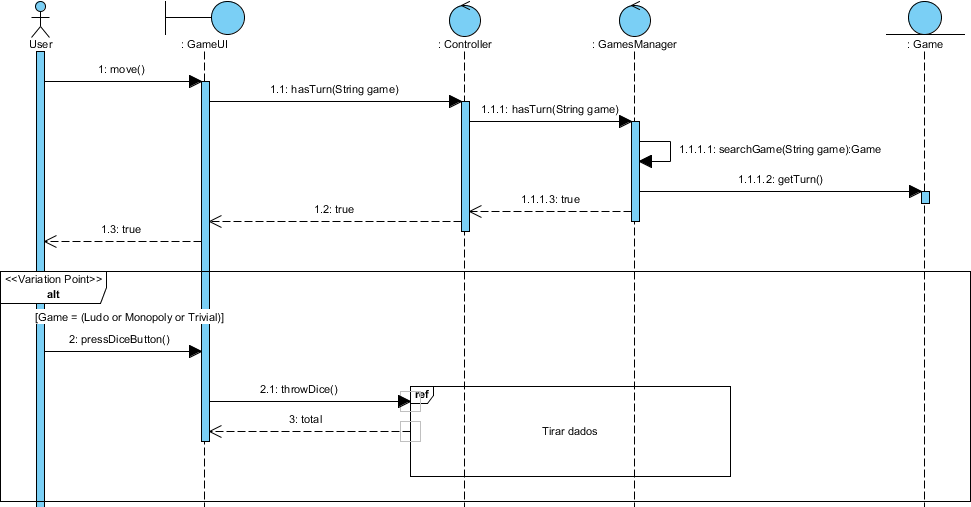 User
: GameUI
: Controller
: GamesManager
: Game
1: move()
1.1: hasTurn(String game)
1.1.1: hasTurn(String game)
1.1.1.1: searchGame(String game):Game
1.1.1.2: getTurn()
1.1.1.3: true
1.2: true
1.3: true
<<Variation Point>>
alt
[Game = (Ludo or Monopoly or Trivial)]
2: pressDiceButton()
2.1: throwDice()
ref
3: total
Tirar dados